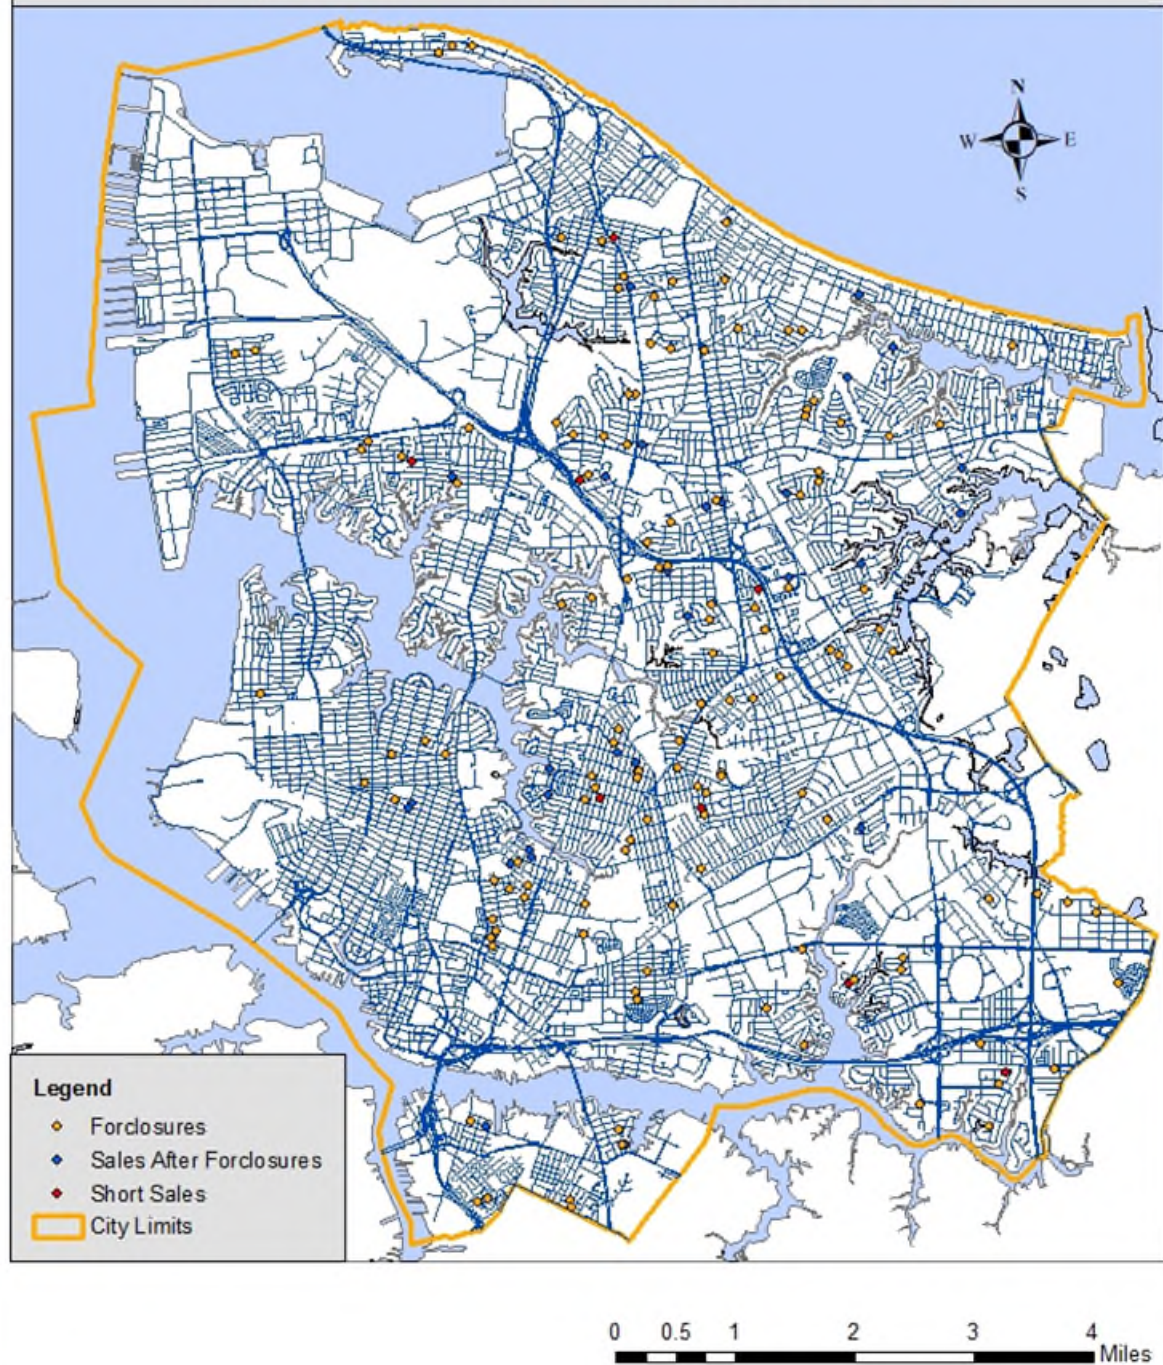 N
W E
S
Legend
Forclosures
Sales After Forclosures
Short Sales
City Limits
0 0.5 1 2 3 4
Miles